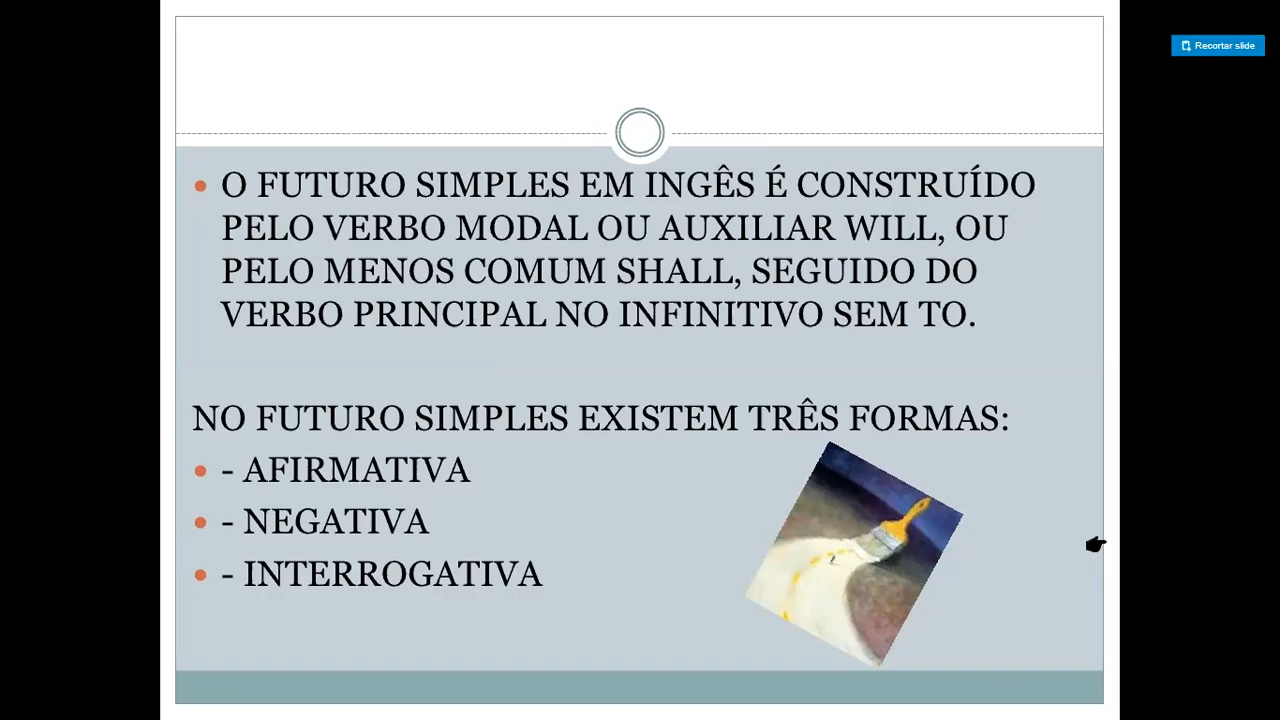 Recortar slide
• O FUTURO SIMPLES EM INGÊS É CONSTRUÍDO
PELO VERBO MODAL OU AUXILIAR WILL, OU
PELO MENOS COMUM SHALL, SEGUIDO DO
VERBO PRINCIPAL NO INFINITIVO SEM TO.
NO FUTURO SIMPLES EXISTEM TRÊS FORMAS:
• - AFIRMATIVA
• - NEGATIVA
• - INTERROGATIVA